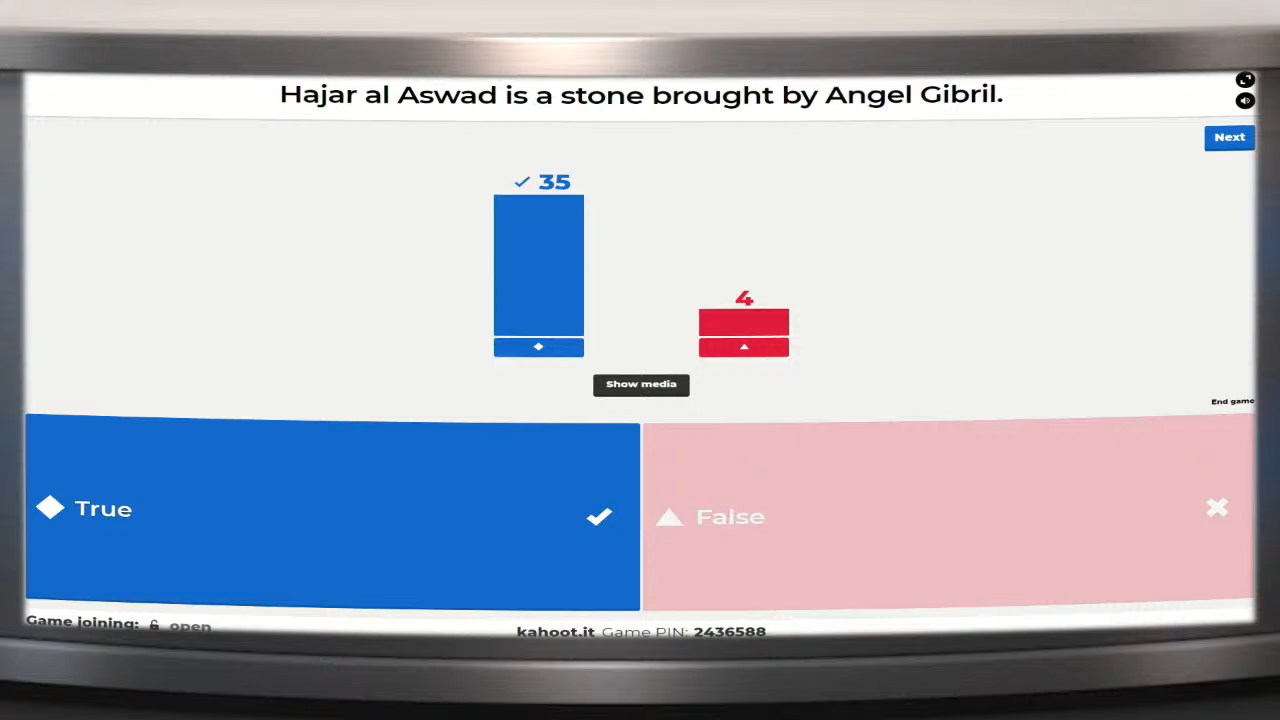 Hajar al Aswad is a stone brought by Angel Gibril.
Next
35
4
Show media
End game
True
False
Game joining: open
kahoot.it Game PIN: 2436588